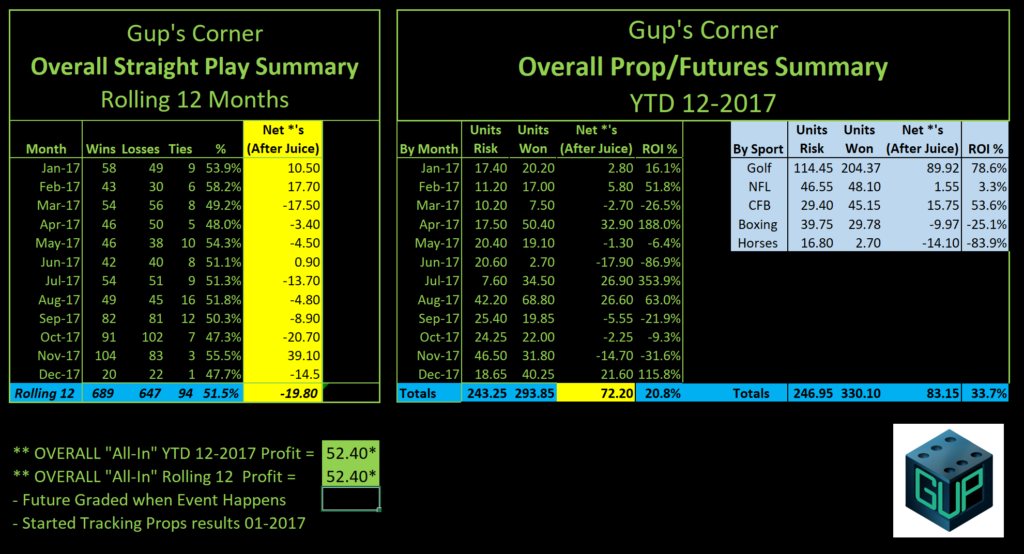 Gup's Corner
Overall Straight Play Summary
Rolling 12 Months
Net *'s
Month Wins Losses Ties % (After Juice)
Jan-17 58 49 9 53.9% 10.50
Feb-17 43 30 6 58.2% 17.70
Mar-17 54 56 8 49.2% -17.50
Apr-17 46 50 5 48.0% -3.40
May-17 46 38 10 54.3% -4.50
Jun-17 42 40 8 51.1% 0.90
Jul-17 54 51 9 51.3% -13.70
Aug-17 49 45 16 51.8% -4.80
Sep-17 82 81 12 50.3% -8.90
Oct-17 91 102 7 47.3% -20.70
Nov-17 104 83 3 55.5% 39.10
Dec-17 20 22 1 47.7% -14.5
Rolling 12 689 647 94 51.5% -19.80
Gup's Corner
Overall Prop/Futures Summary
YTD 12-2017
Units Units Net *'s
By Month Risk Won (After Juice) ROI %
Jan-17 17.40 20.20 2.80 16.1%
Feb-17 11.20 17.00 5.80 51.8%
Mar-17 10.20 7.50 -2.70 -26.5%
Apr-17 17.50 50.40 32.90 188.0%
May-17 20.40 19.10 -1.30 -6.4%
Jun-17 20.60 2.70 -17.90 -86.9%
Jul-17 7.60 34.50 26.90 353.9%
Aug-17 42.20 68.80 26.60 63.0%
Sep-17 25.40 19.85 -5.55 -21.9%
Oct-17 24.25 22.00 -2.25 -9.3%
Nov-17 46.50 31.80 -14.70 -31.6%
Dec-17 18.65 40.25 21.60 115.8%
Totals 243.25 293.85 72.20 20.8%
Units Units Net *'s
By Sport Risk Won (After Juice) ROI %
Golf 114.45 204.37 89.92 78.6%
NFL 46.55 48.10 1.55 3.3%
CFB 29.40 45.15 15.75 53.6%
Boxing 39.75 29.78 -9.97 -25.1%
Horses 16.80 2.70 -14.10 -83.9%
Totals 246.95 330.10 83.15 33.7%
** OVERALL "All-In" YTD 12-2017 Profit = 52.40*
** OVERALL "All-In" Rolling 12 Profit = 52.40*
- Future Graded when Event Happens
- Started Tracking Props results 01-2017
GUP